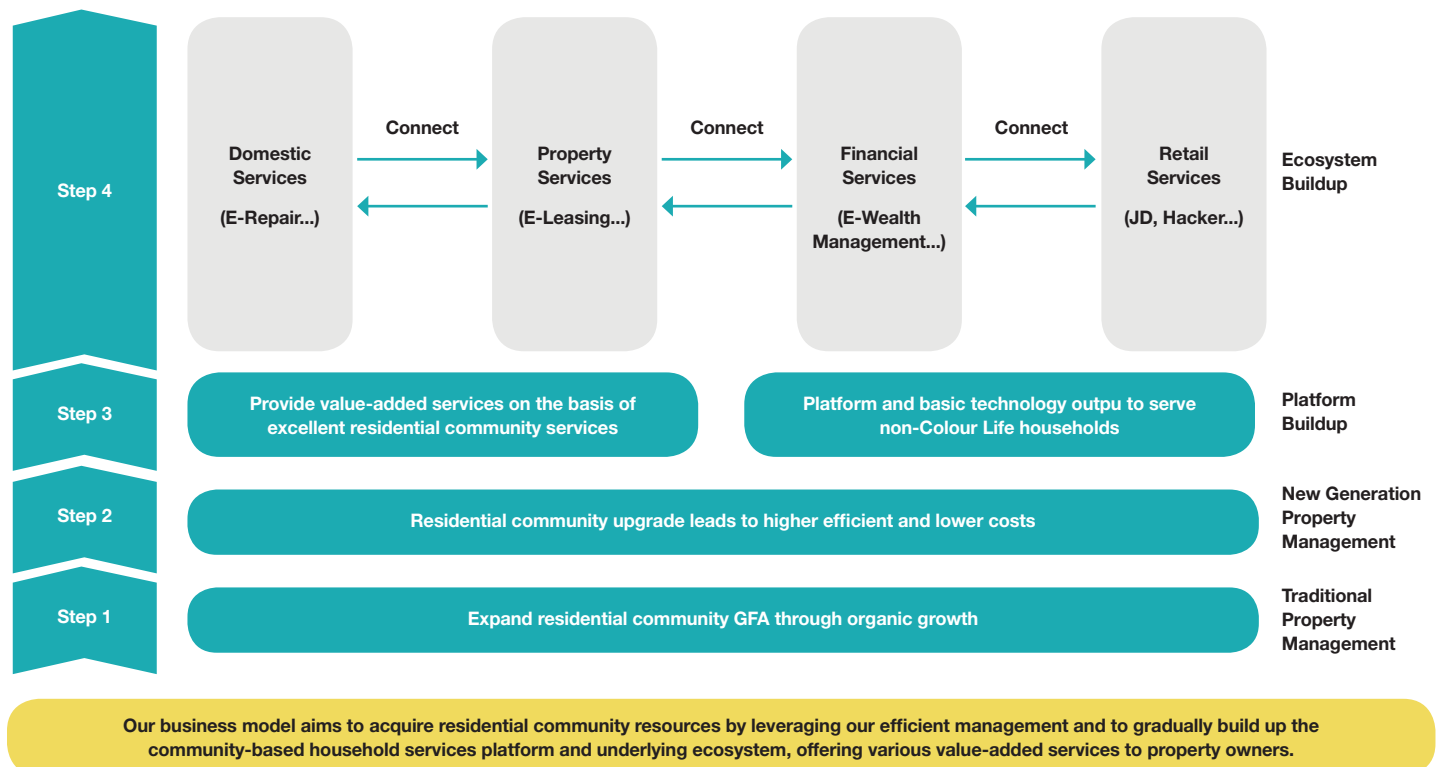 Step 4
Domestic
Services
(E-Repair...)
Connect
Property
Services
(E-Leasing...)
Connect
Financial
Services
(E-Wealth
Management...)
Connect
Retail
Services
(JD, Hacker...)
Ecosystem
Buildup
Step 3
Provide value-added services on the basis of
excellent residential community services
Platform and basic technology outpu to serve
non-Colour Life households
Platform
Buildup
Step 2
Residential community upgrade leads to higher efficient and lower costs
New Generation
Property
Management
Step 1
Expand residential community GFA through organic growth
Traditional
Property
Management
Our business model aims to acquire residential community resources by leveraging our efficient management and to gradually build up the
community-based household services platform and underlying ecosystem, offering various value-added services to property owners.